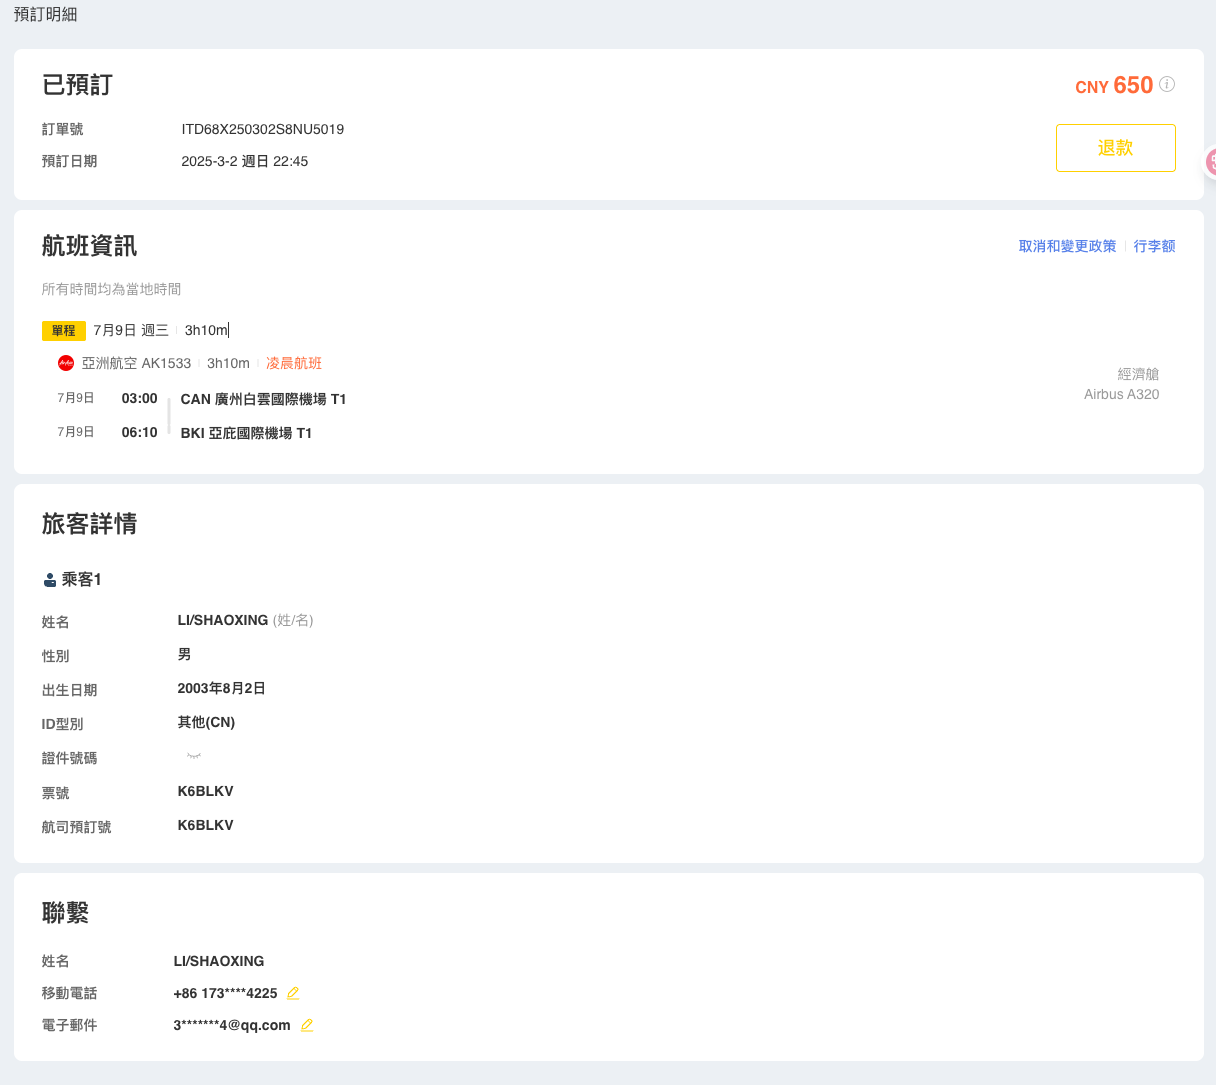 預訂明細
已預訂
CNY 650
訂單號 ITD68X250302S8NU5019
退款
預訂日期 2025-3-2 週日 22:45
航班資訊
取消和變更政策 行李额
所有時間均為當地時間
單程 7月9日 週三 3h10m
亞洲航空 AK1533 3h10m 凌晨航班
經濟艙
Airbus A320
7月9日 03:00 CAN 廣州白雲國際機場 T1
7月9日 06:10 BKI 亞庇國際機場 T1
旅客詳情
乘客1
姓名 LI/SHAOXING (姓/名)
性別 男
出生日期 2003年8月2日
ID型別 其他(CN)
證件號碼
票號 K6BLKV
航司預訂號 K6BLKV
聯繫
姓名 LI/SHAOXING
移動電話 +86 173****4225
電子郵件 3*******4@qq.com